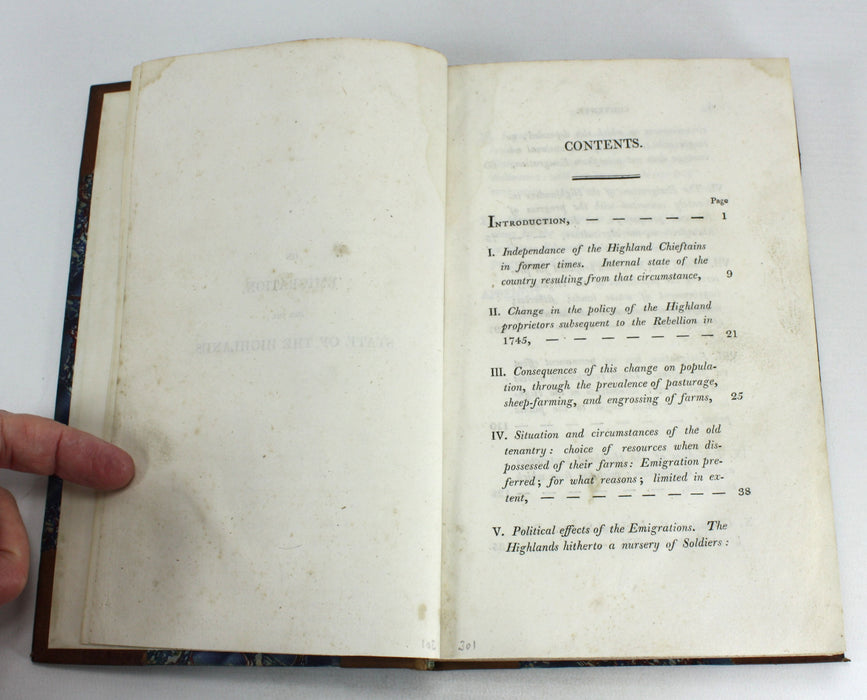 CONTENTS.
Page
INTRODUCTION, — — — — — 1
I. Independance of the Highland Chieftains
in former times. Internal state of the
country resulting from that circumstance, 9
II. Change in the policy of the Highland
proprietors subsequent to the Rebellion in
1745, — — — — — — — 21
III. Consequences of this change on popula-
tion, through the prevalence of pasturage,
sheep-farming, and engrossing of farms, 25
IV. Situation and circumstances of the old
tenantry: choice of resources when dis-
possessed of their farms: Emigration pre-
ferred; for what reasons; limited in ex-
tent, — — — — — — — — 38
V. Political effects of the Emigrations. The
Highlands hitherto a nursery of Soldiers:
301